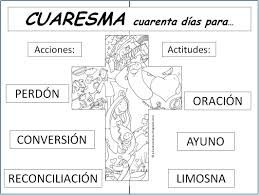 CUARESMA cuarenta días para...
Acciones:
Actitudes:
PERDÓN
ORACIÓN
CONVERSIÓN
AYUNO
RECONCILIACIÓN
LIMOSNA